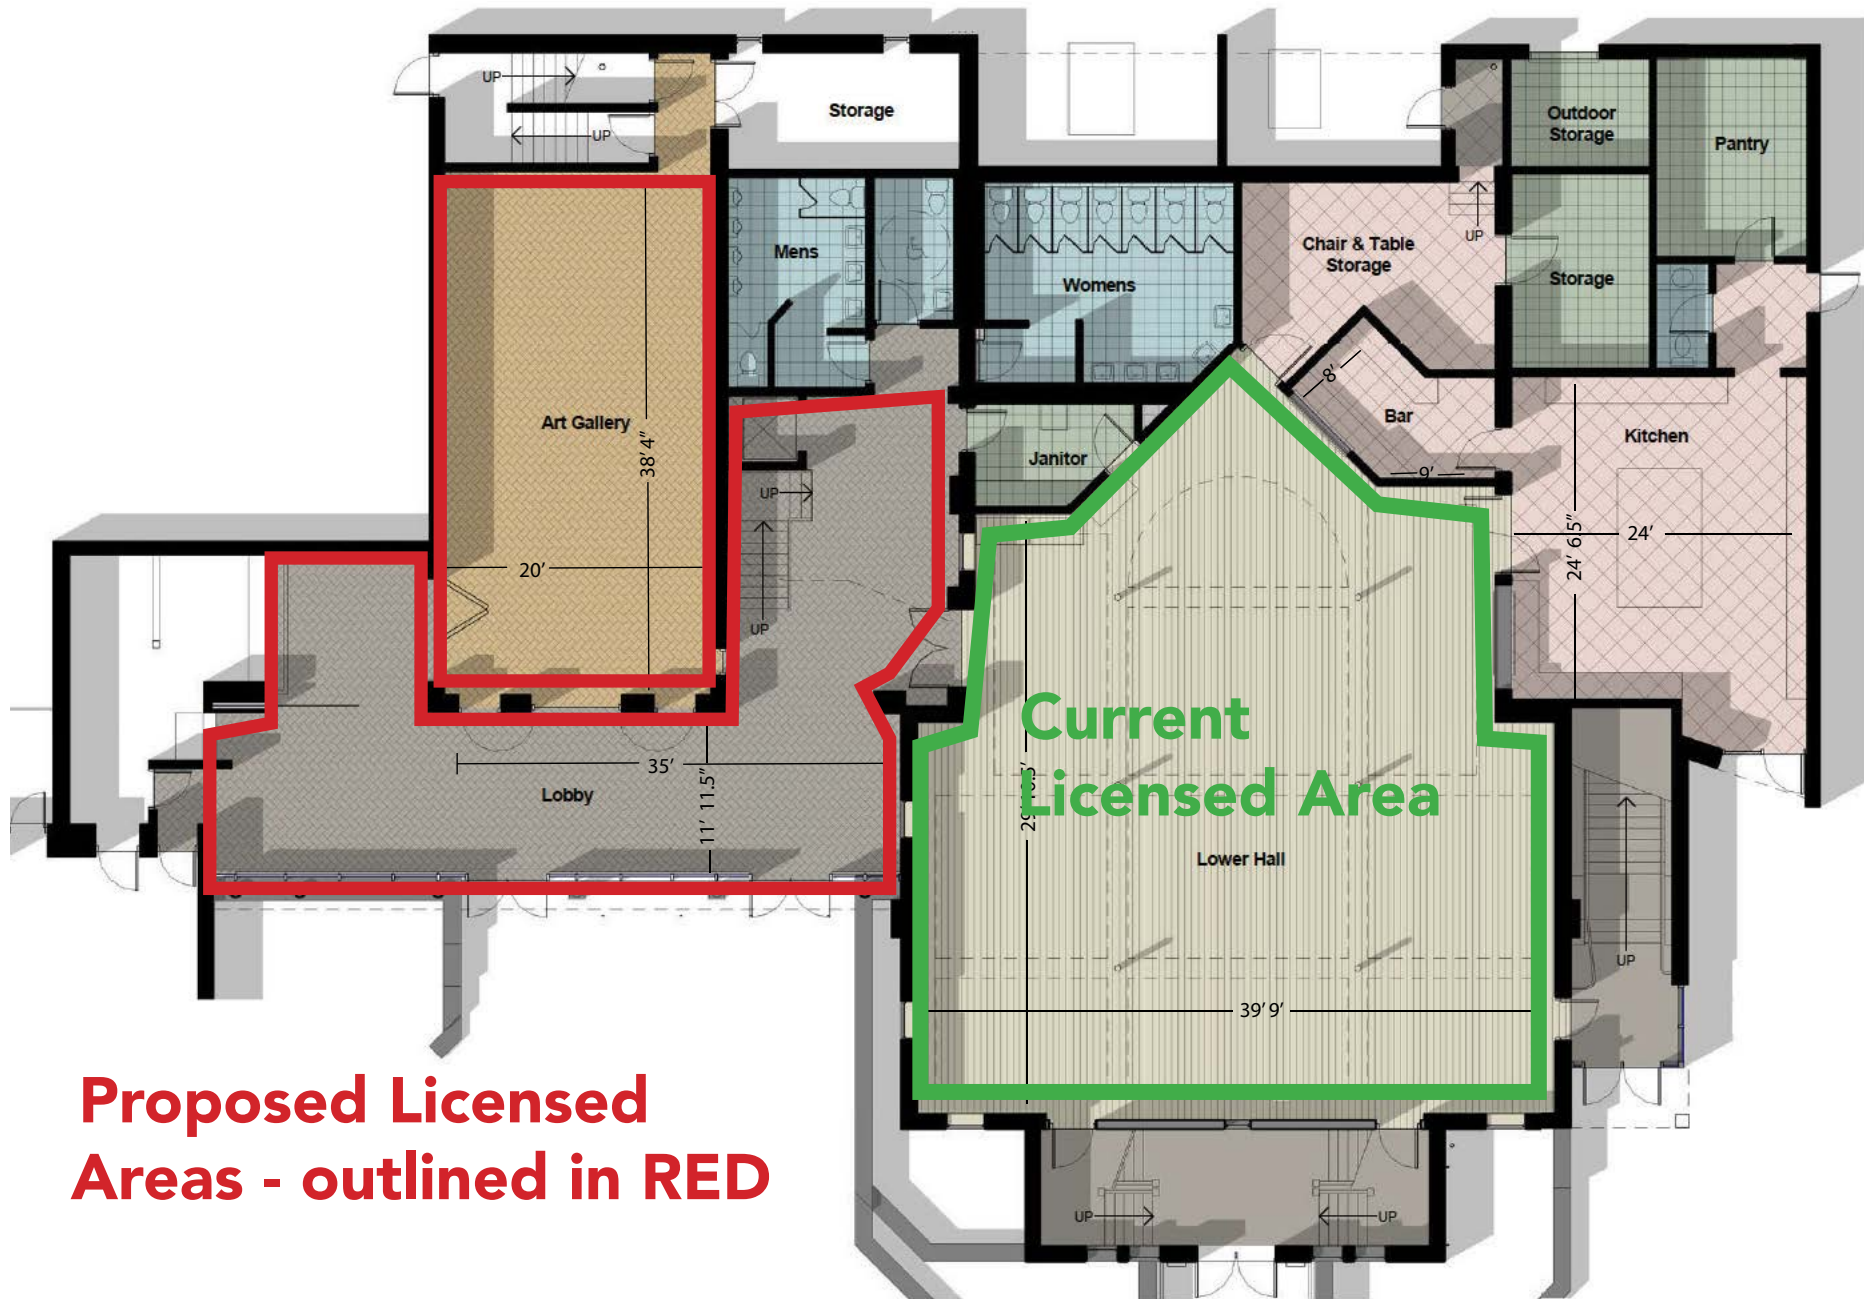 UP
UP
Storage
Outdoor
Storage
Pantry
Mens
Womens
Chair & Table
Storage
UP
Storage
8'
Bar
9'
Kitchen
24' 6.5"
24'
Art Gallery
38' 4"
20'
UP
UP
Janitor
Current
Licensed Area
35'
11' 11.5"
Lobby
Lower Hall
39' 9'
UP
Proposed Licensed
Areas - outlined in RED
UP
UP